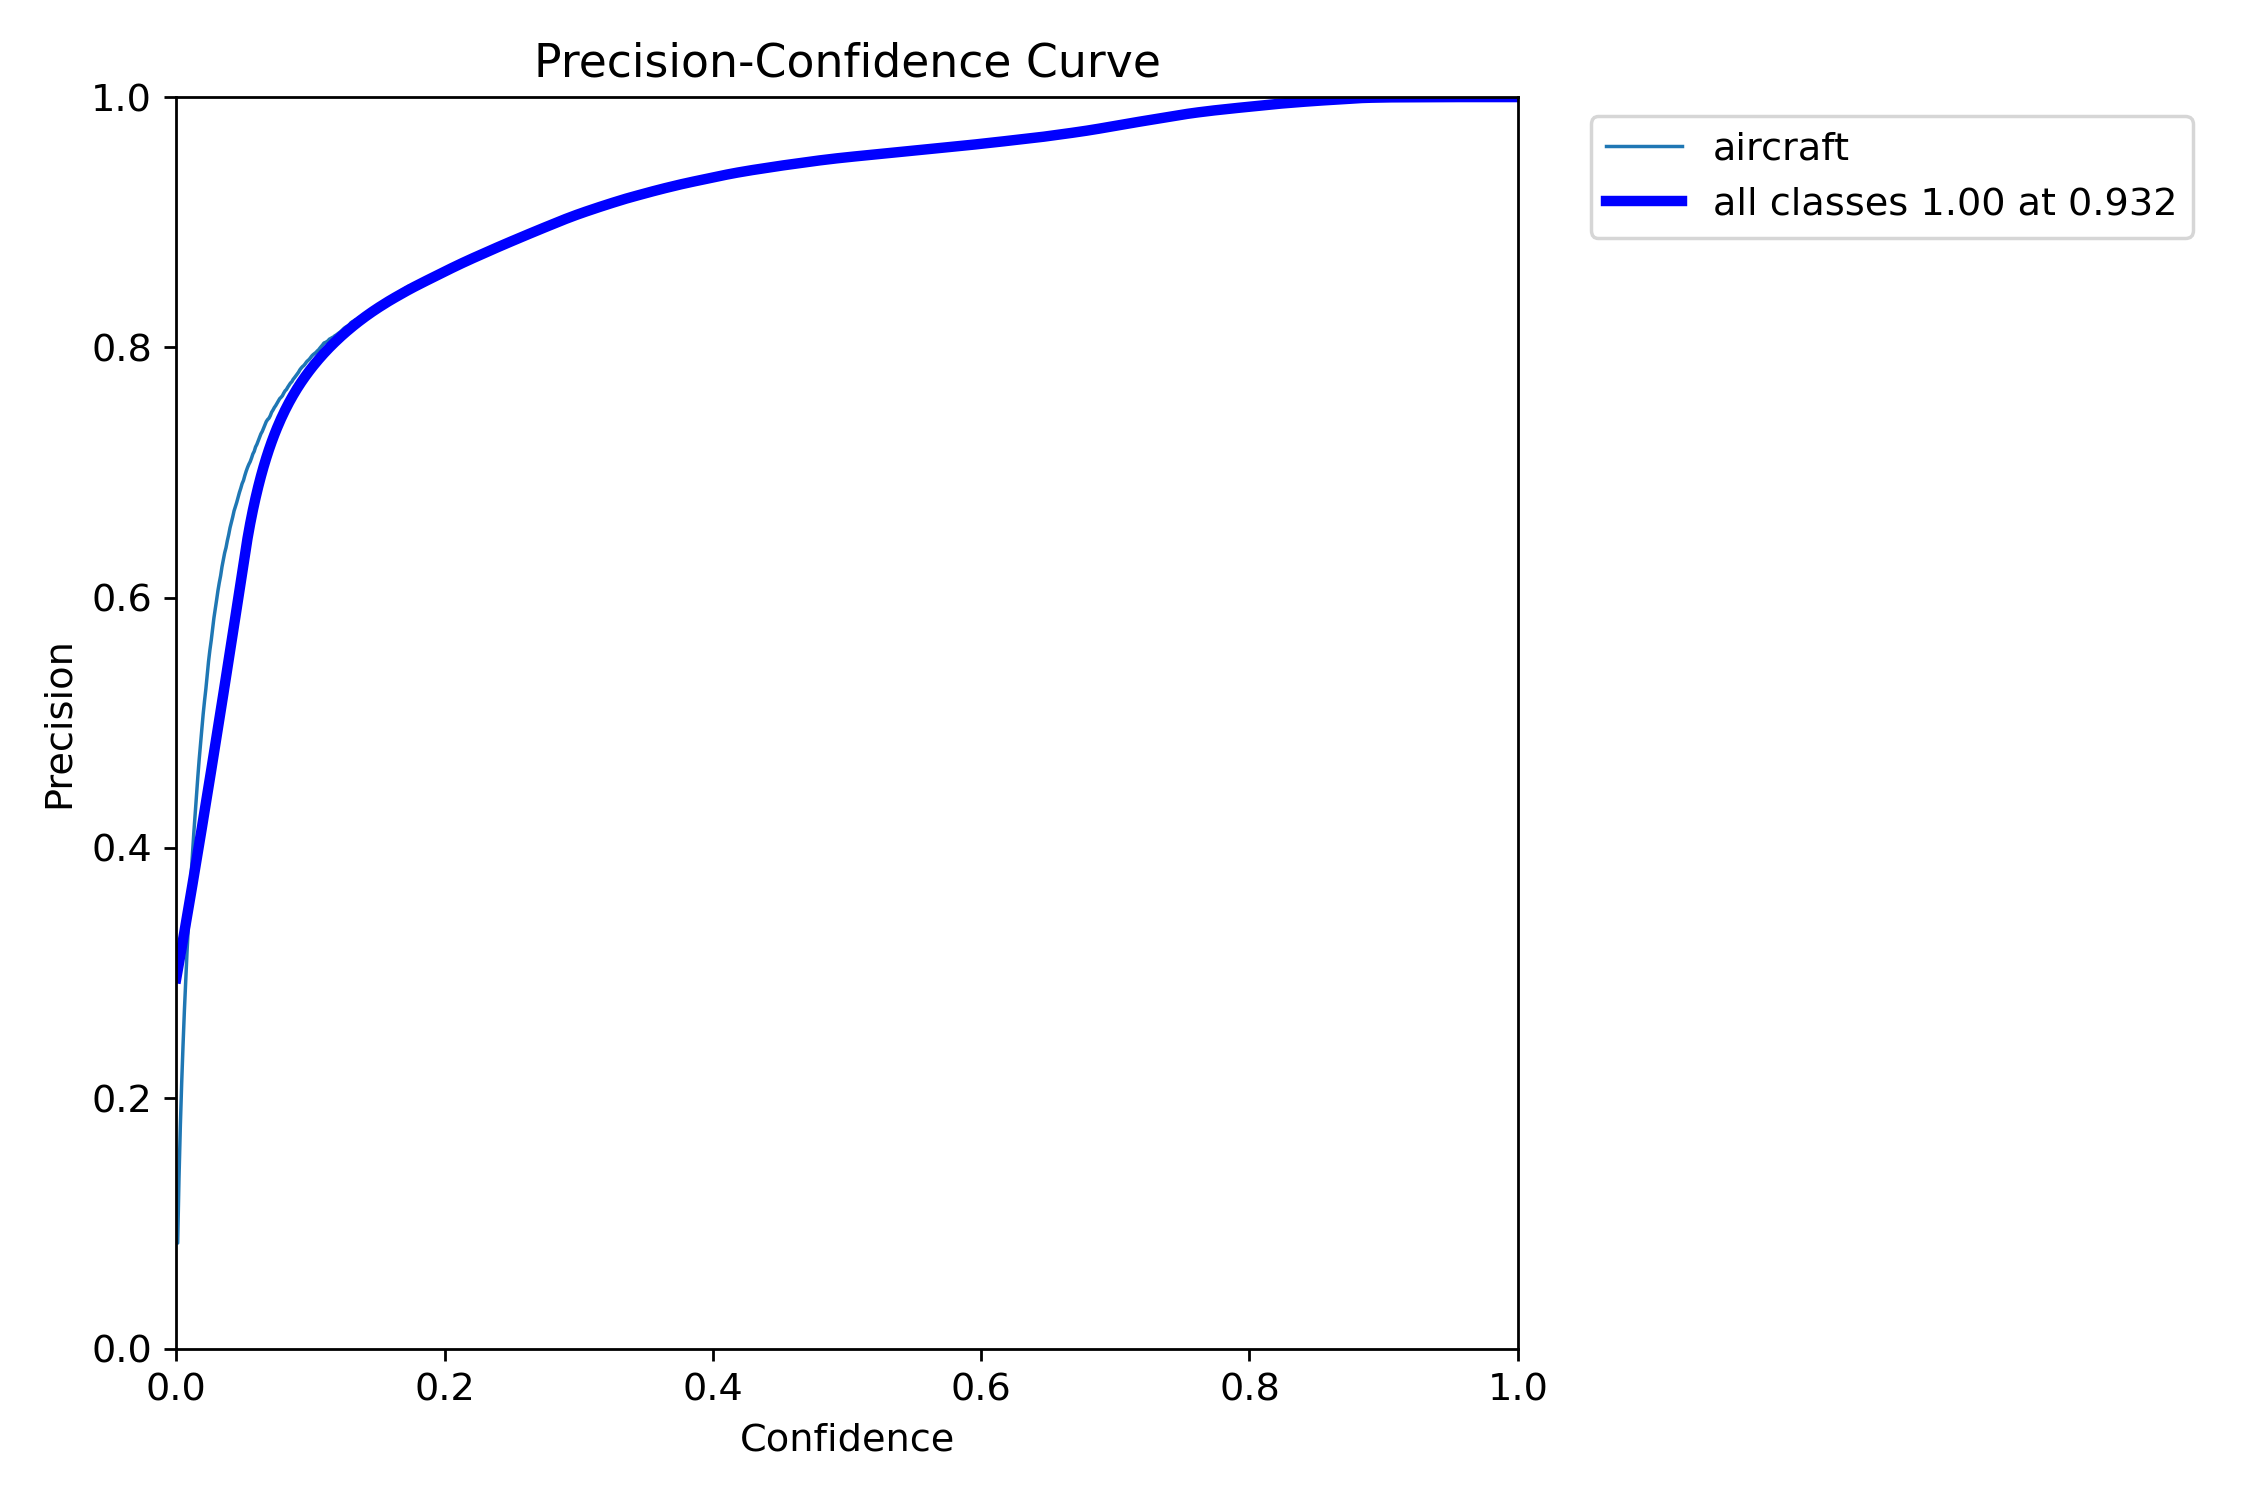 Precision-Confidence Curve
1.0
0.8
0.6
0.4
0.2
0.0
Precision
0.0 0.2 0.4 0.6 0.8 1.0
Confidence
aircraft
all classes 1.00 at 0.932